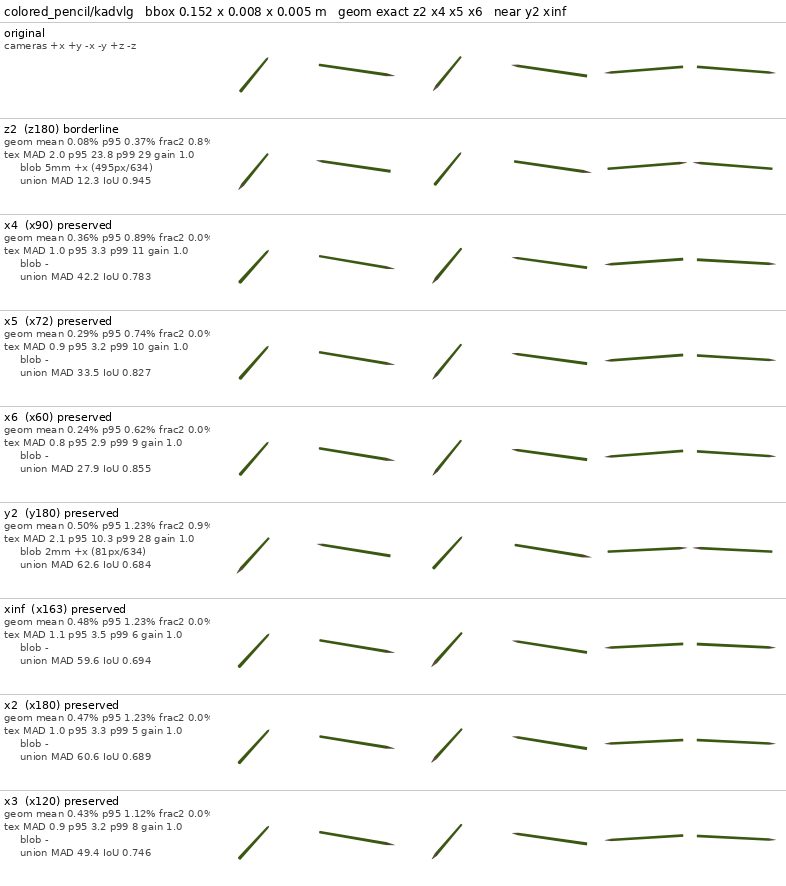 colored_pencil/kadvlg bbox 0.152 x 0.008 x 0.005 m geom exact z2 x4 x5 x6 near y2 xinf
original
cameras +x +y -x -y +z -z
z2 (z180) borderline
geom mean 0.08% p95 0.37% frac2 0.8%
tex MAD 2.0 p95 23.8 p99 29 gain 1.0
blob 5mm +x (495px/634)
union MAD 12.3 IoU 0.945
x4 (x90) preserved
geom mean 0.36% p95 0.89% frac2 0.0%
tex MAD 1.0 p95 3.3 p99 11 gain 1.0
blob -
union MAD 42.2 IoU 0.783
x5 (x72) preserved
geom mean 0.29% p95 0.74% frac2 0.0%
tex MAD 0.9 p95 3.2 p99 10 gain 1.0
blob -
union MAD 33.5 IoU 0.827
x6 (x60) preserved
geom mean 0.24% p95 0.62% frac2 0.0%
tex MAD 0.8 p95 2.9 p99 9 gain 1.0
blob -
union MAD 27.9 IoU 0.855
y2 (y180) preserved
geom mean 0.50% p95 1.23% frac2 0.9%
tex MAD 2.1 p95 10.3 p99 28 gain 1.0
blob 2mm +x (81px/634)
union MAD 62.6 IoU 0.684
xinf (x163) preserved
geom mean 0.48% p95 1.23% frac2 0.0%
tex MAD 1.1 p95 3.5 p99 6 gain 1.0
blob -
union MAD 59.6 IoU 0.694
x2 (x180) preserved
geom mean 0.47% p95 1.23% frac2 0.0%
tex MAD 1.0 p95 3.3 p99 5 gain 1.0
blob -
union MAD 60.6 IoU 0.689
x3 (x120) preserved
geom mean 0.43% p95 1.12% frac2 0.0%
tex MAD 0.9 p95 3.2 p99 8 gain 1.0
blob -
union MAD 49.4 IoU 0.746